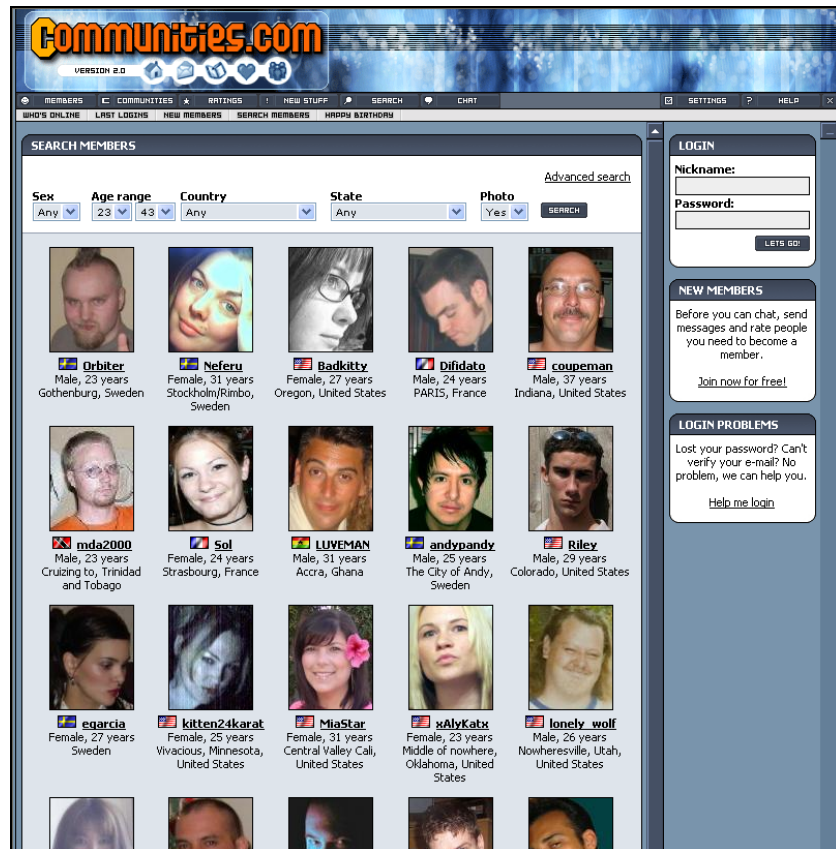 Communities.com
VERSION 2.0
MEMBERS COMMUNITIES RATINGS ! NEW STUFF SEARCH CHAT SETTINGS ? HELP
WHO'S ONLINE LAST LOGINS NEW MEMBERS SEARCH MEMBERS HAPPY BIRTHDAY
SEARCH MEMBERS
Advanced search
Sex Age range Country State Photo
Any 23 43 Any Any Yes SEARCH
Orbiter
Male, 23 years
Gothenburg, Sweden
Neferu
Female, 31 years
Stockholm/Rimbo,
Sweden
Badkitty
Female, 27 years
Oregon, United States
Difidato
Male, 24 years
PARIS, France
coupeman
Male, 37 years
Indiana, United States
mda2000
Male, 23 years
Cruizing to, Trinidad
and Tobago
Sol
Female, 24 years
Strasbourg, France
LUVEMAN
Male, 31 years
Accra, Ghana
andypandy
Male, 25 years
The City of Andy,
Sweden
Riley
Male, 29 years
Colorado, United States
egarcia
Female, 27 years
Sweden
kitten24karat
Female, 25 years
Vivacious, Minnesota,
United States
MiaStar
Female, 31 years
Central Valley Cali,
United States
xAlyKatx
Female, 23 years
Middle of nowhere,
Oklahoma, United
States
lonely_wolf
Male, 26 years
Nowheresville, Utah,
United States
LOGIN
Nickname:
Password:
LETS GO!
NEW MEMBERS
Before you can chat, send
messages and rate people
you need to become a
member.
Join now for free!
LOGIN PROBLEMS
Lost your password? Can't
verify your e-mail? No
problem, we can help you.
Help me login